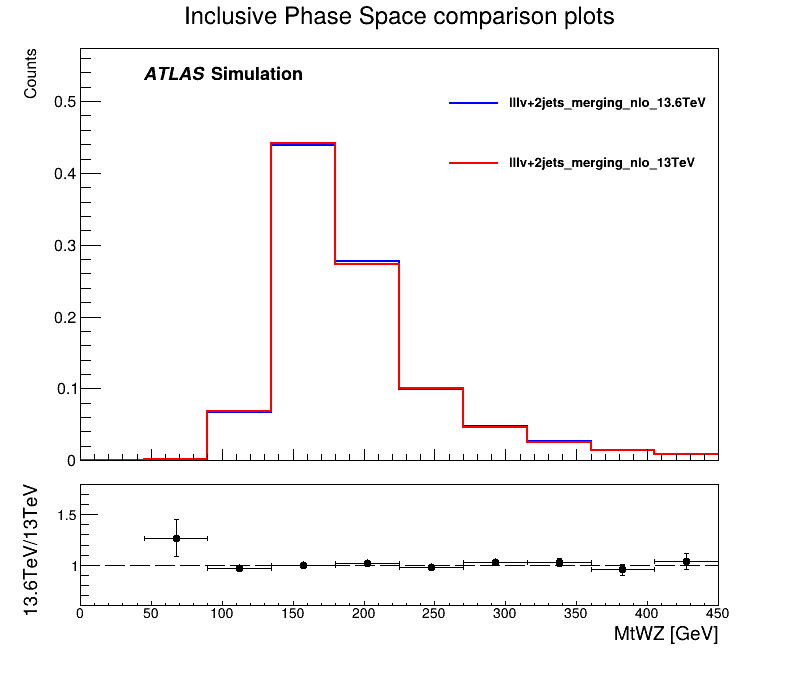 Inclusive Phase Space comparison plots
Counts
ATLAS Simulation
lllv+2jets_merging_nlo_13.6TeV
lllv+2jets_merging_nlo_13TeV
0.5
0.4
0.3
0.2
0.1
0
13.6TeV/13TeV
1.5
1
0 50 100 150 200 250 300 350 400 450
MtWZ [GeV]